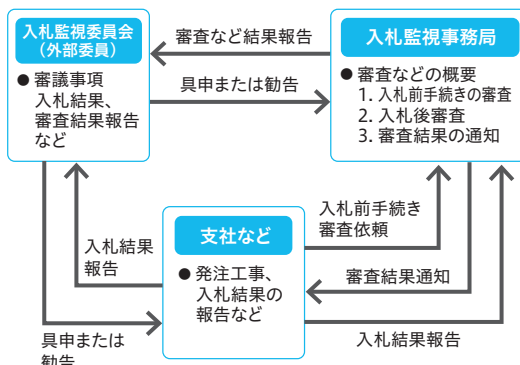 入札監視委員会
（外部委員）
● 審議事項
入札結果、
審査結果報告
など
審査など結果報告
具申または勧告
入札監視事務局
● 審査などの概要
1. 入札前手続きの審査
2. 入札後審査
3. 審査結果の通知
入札結果
報告
支社など
● 発注工事、
入札結果の
報告など
入札前手続き
審査依頼
審査結果通知
入札結果報告
具申または
勧告